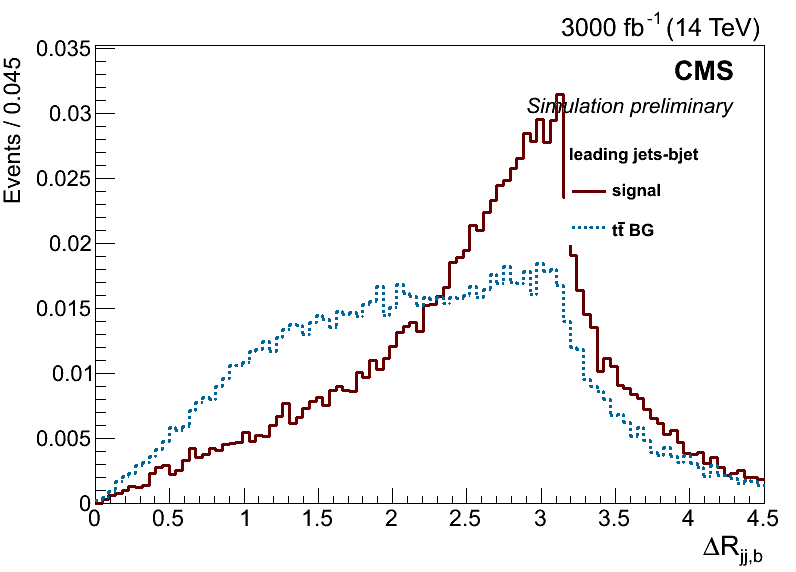 3000 fb⁻¹ (14 TeV)
CMS
Simulation preliminary
leading jets-bjet
signal
tt̄ BG
Events / 0.045
0.035
0.03
0.025
0.02
0.015
0.01
0.005
0
0 0.5 1 1.5 2 2.5 3 3.5 4 4.5
ΔR_jj,b